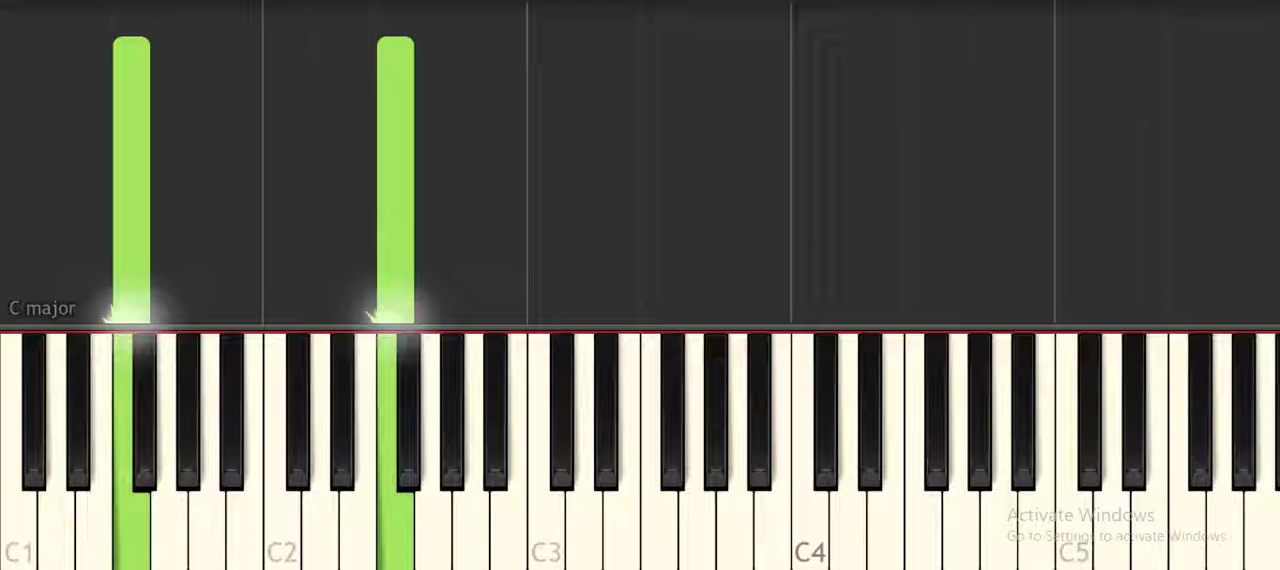 C major
C1
C2
C3
C4
C5
Activate Windows
Go to Settings to activate Windows